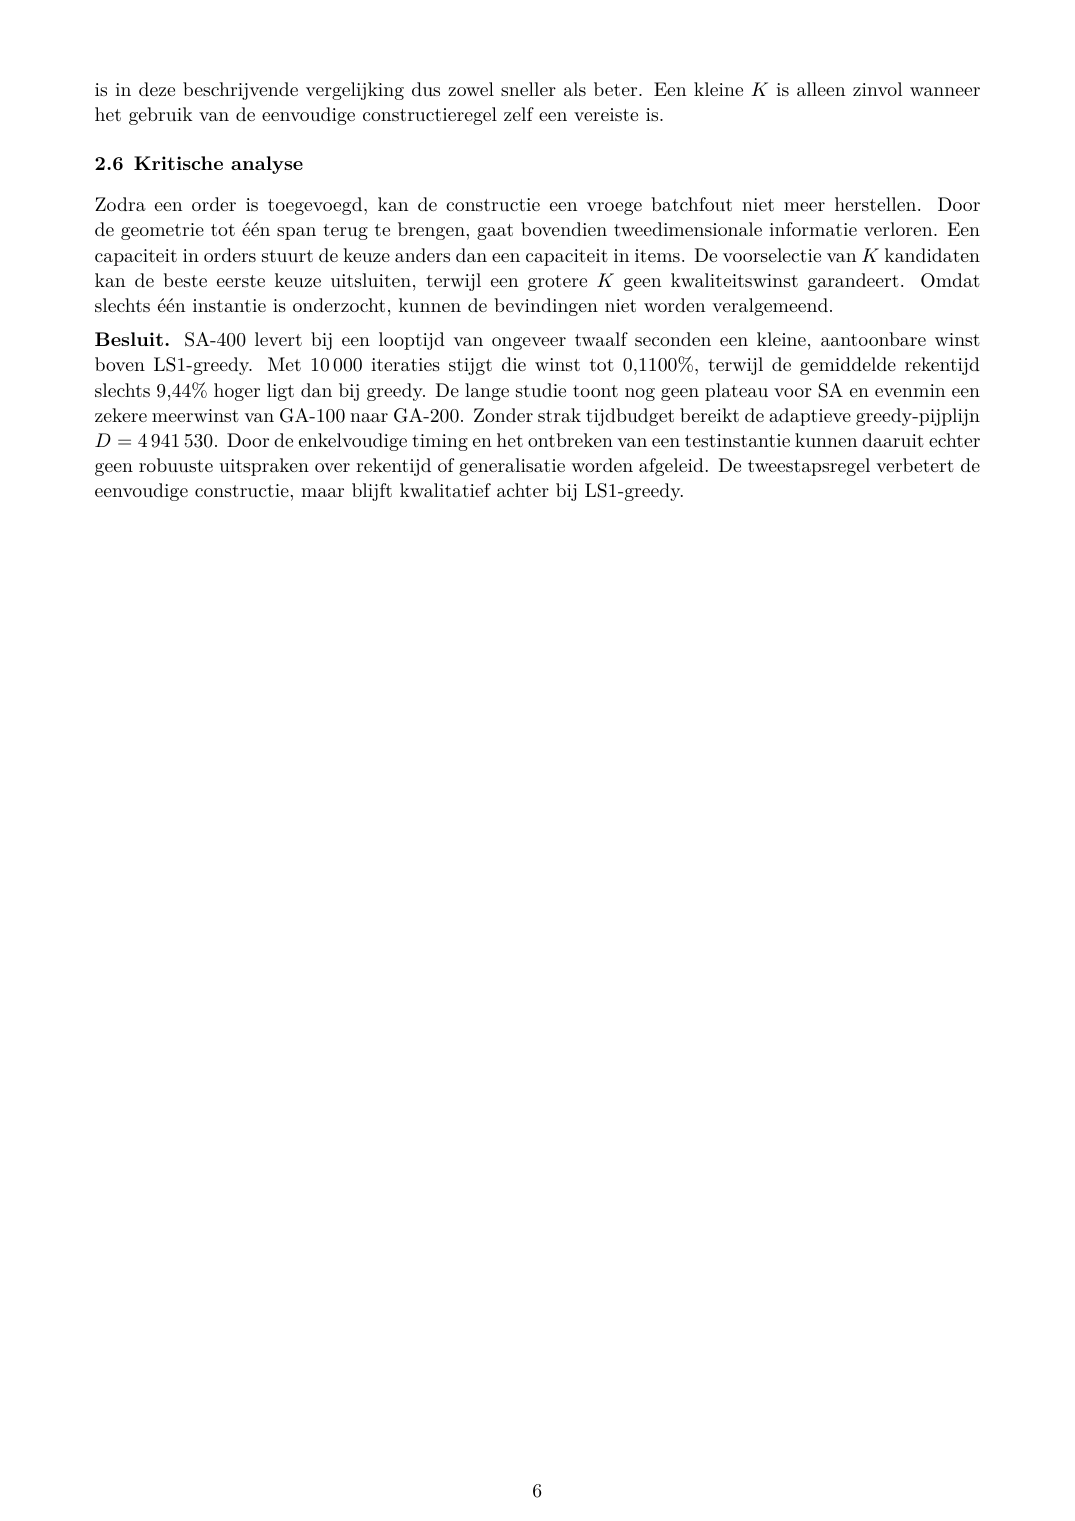 is in deze beschrijvende vergelijking dus zowel sneller als beter. Een kleine K is alleen zinvol wanneer
het gebruik van de eenvoudige constructieregel zelf een vereiste is.
2.6 Kritische analyse
Zodra een order is toegevoegd, kan de constructie een vroege batchfout niet meer herstellen. Door
de geometrie tot één span terug te brengen, gaat bovendien tweedimensionale informatie verloren. Een
capaciteit in orders stuurt de keuze anders dan een capaciteit in items. De voorselectie van K kandidaten
kan de beste eerste keuze uitsluiten, terwijl een grotere K geen kwaliteitswinst garandeert. Omdat
slechts één instantie is onderzocht, kunnen de bevindingen niet worden veralgemeend.
Besluit. SA-400 levert bij een looptijd van ongeveer twaalf seconden een kleine, aantoonbare winst
boven LS1-greedy. Met 10 000 iteraties stijgt die winst tot 0,1100%, terwijl de gemiddelde rekentijd
slechts 9,44% hoger ligt dan bij greedy. De lange studie toont nog geen plateau voor SA en evenmin een
zekere meerwinst van GA-100 naar GA-200. Zonder strak tijdbudget bereikt de adaptieve greedy-pijplijn
D = 4 941 530. Door de enkelvoudige timing en het ontbreken van een testinstantie kunnen daaruit echter
geen robuuste uitspraken over rekentijd of generalisatie worden afgeleid. De tweestapsregel verbetert de
eenvoudige constructie, maar blijft kwalitatief achter bij LS1-greedy.
6